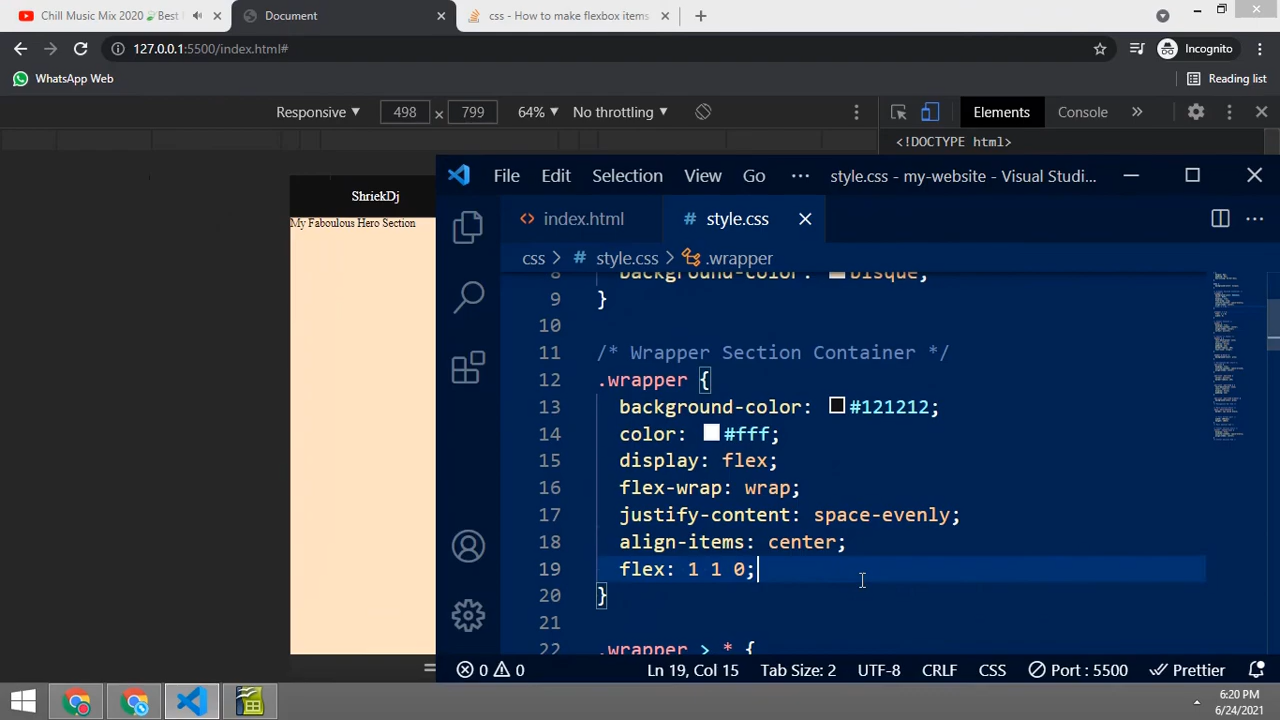 Chill Music Mix 2020 Best
Document
css - How to make flexbox items
127.0.0.1:5500/index.html#
Incognito
WhatsApp Web
Reading list
Responsive 498 × 799 64% No throttling
Elements Console
<!DOCTYPE html>
File Edit Selection View Go ··· style.css - my-website - Visual Studi...
ShriekDj
My Faboulous Hero Section
index.html
# style.css
css > # style.css > .wrapper
8 background-color: bisque;
9 }
10
11 /* Wrapper Section Container */
12 .wrapper {
13 background-color: #121212;
14 color: #fff;
15 display: flex;
16 flex-wrap: wrap;
17 justify-content: space-evenly;
18 align-items: center;
19 flex: 1 1 0;
20 }
21
22 .wrapper > * {
0 0 Ln 19, Col 15 Tab Size: 2 UTF-8 CRLF CSS Port : 5500 Prettier
6:20 PM
6/24/2021